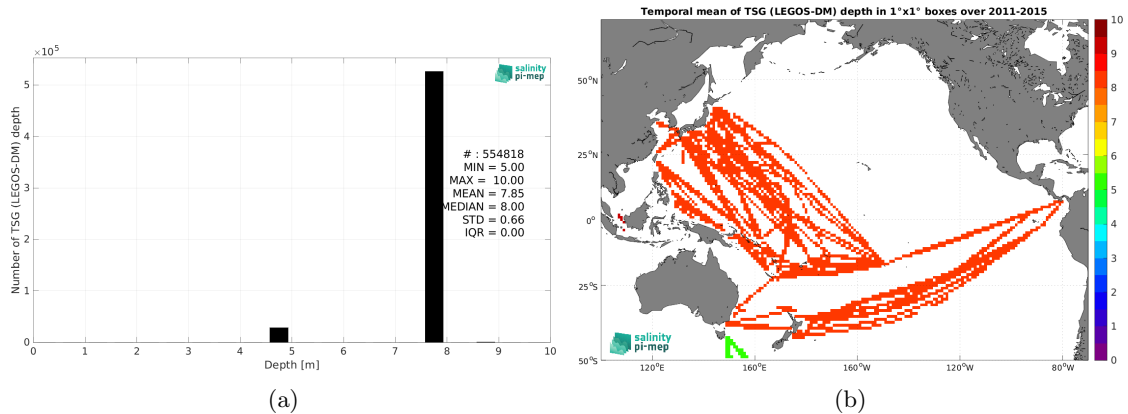 ×10⁵
5
4
3
2
1
0
Number of TSG (LEGOS-DM) depth
salinity
pi-mep
# : 554818
MIN = 5.00
MAX = 10.00
MEAN = 7.85
MEDIAN = 8.00
STD = 0.66
IQR = 0.00
0 1 2 3 4 5 6 7 8 9 10
Depth [m]
(a)
Temporal mean of TSG (LEGOS-DM) depth in 1°x1° boxes over 2011-2015
50°N
25°N
0°
25°S
50°S
120°E 160°E 160°W 120°W 80°W
salinity
pi-mep
10
9
8
7
6
5
4
3
2
1
0
(b)